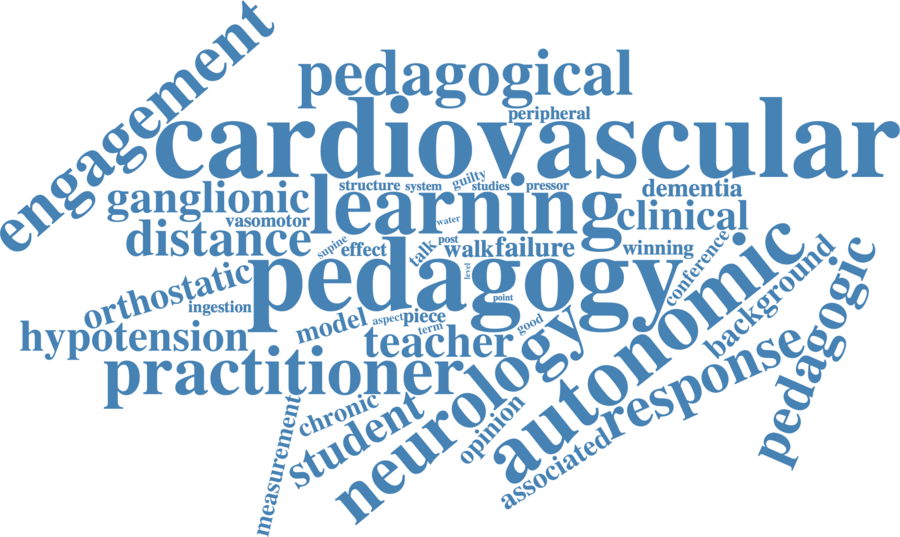 engagement
pedagogical
cardiovascular
peripheral
guilty
structure
system
studies
pressor
dementia
ganglionic
learning
vasomotor
water
clinical
distance
supine
effect
talk
post
walk
failure
winning
conference
pedagogy
level
point
autonomic
background
pedagogic
orthostatic
ingestion
hypotension
model
aspect
piece
term
good
teacher
neurology
response
practitioner
chronic
student
opinion
measurement
associated